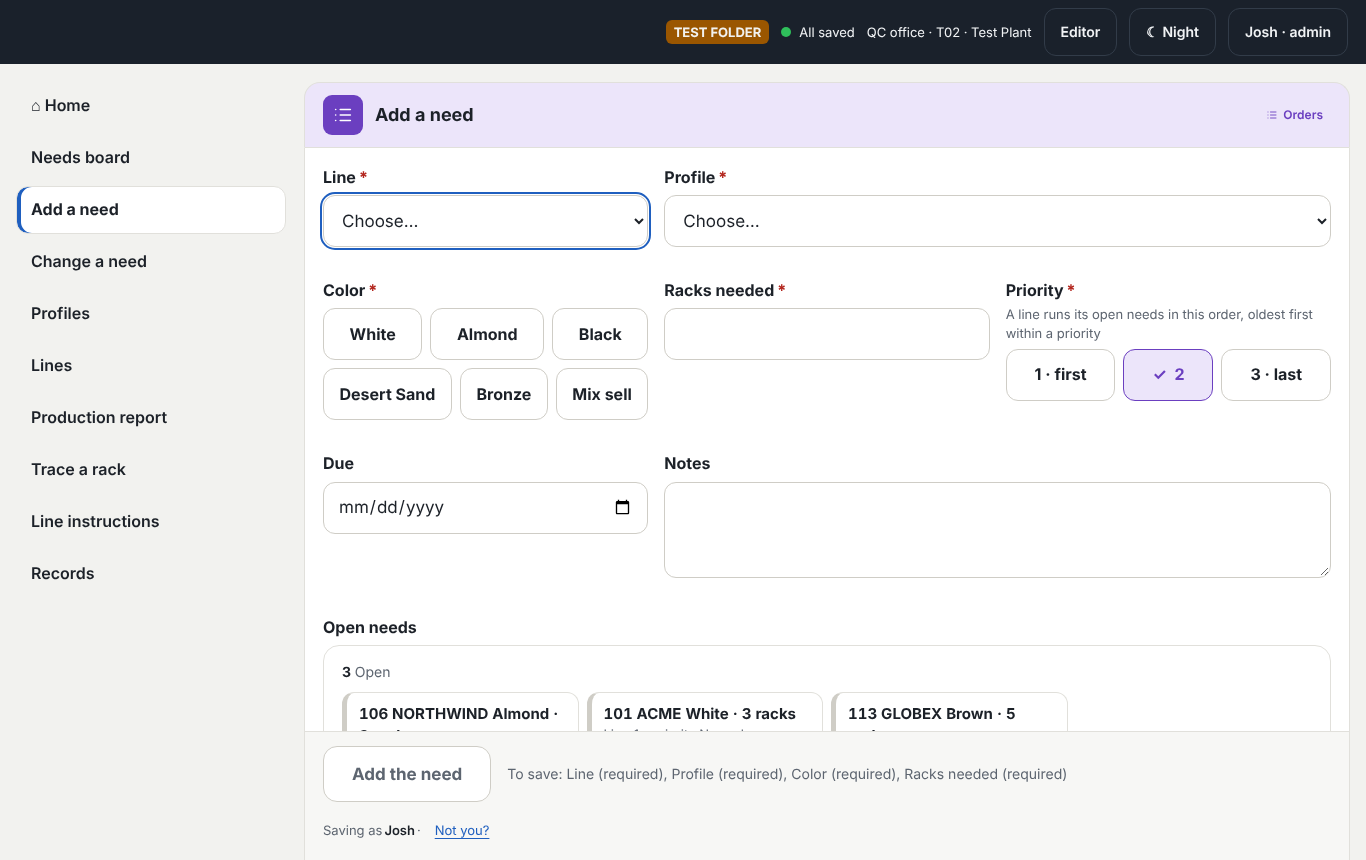 TEST FOLDER All saved QC office · T02 · Test Plant Editor ☾ Night Josh · admin
⌂ Home
Needs board
Add a need
Change a need
Profiles
Lines
Production report
Trace a rack
Line instructions
Records
Add a need
Orders
Line *
Choose...
Profile *
Choose...
Color *
White
Almond
Black
Desert Sand
Bronze
Mix sell
Racks needed *
Priority *
A line runs its open needs in this order, oldest first
within a priority
1 · first
✓ 2
3 · last
Due
mm/dd/yyyy
Notes
Open needs
3 Open
106 NORTHWIND Almond ·
101 ACME White · 3 racks
113 GLOBEX Brown · 5
Add the need
To save: Line (required), Profile (required), Color (required), Racks needed (required)
Saving as Josh · Not you?